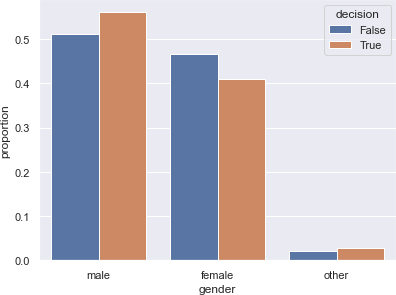 decision
False
True
0.5
0.4
0.3
0.2
0.1
0.0
proportion
male female other
gender